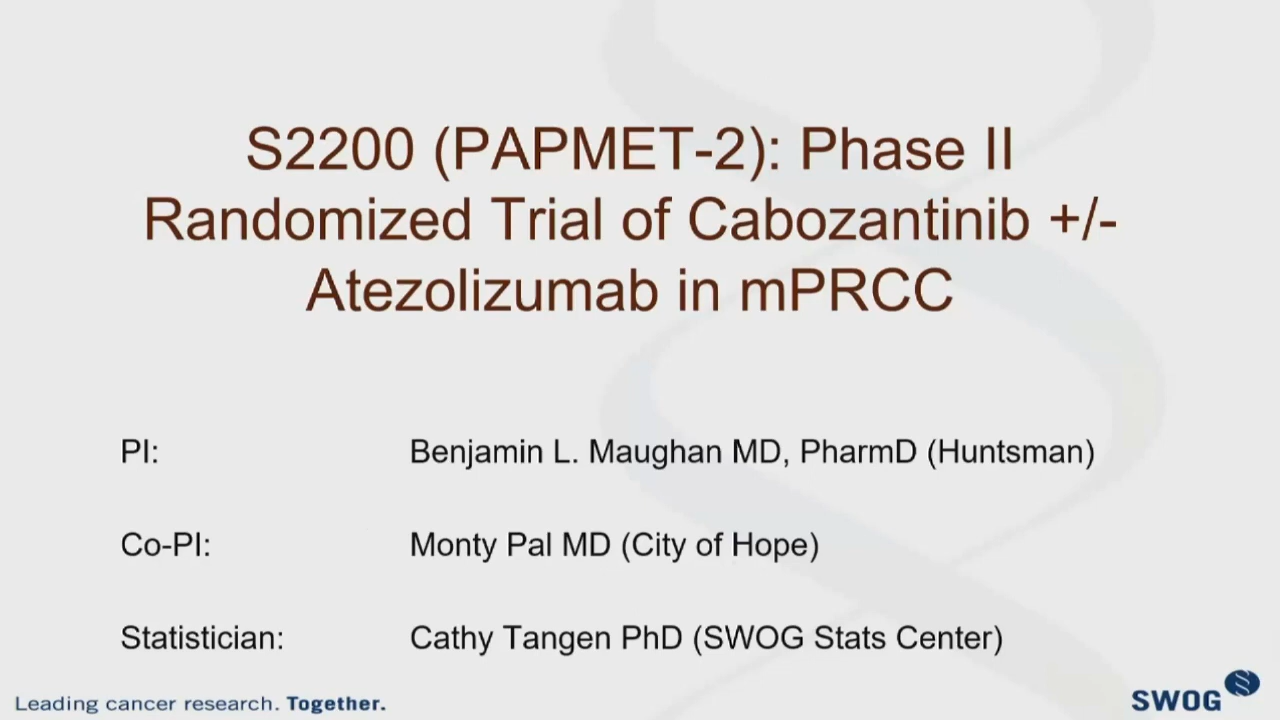 S2200 (PAPMET-2): Phase II
Randomized Trial of Cabozantinib +/-
Atezolizumab in mPRCC
PI: Benjamin L. Maughan MD, PharmD (Huntsman)
Co-PI: Monty Pal MD (City of Hope)
Statistician: Cathy Tangen PhD (SWOG Stats Center)
Leading cancer research. Together.
SWOG